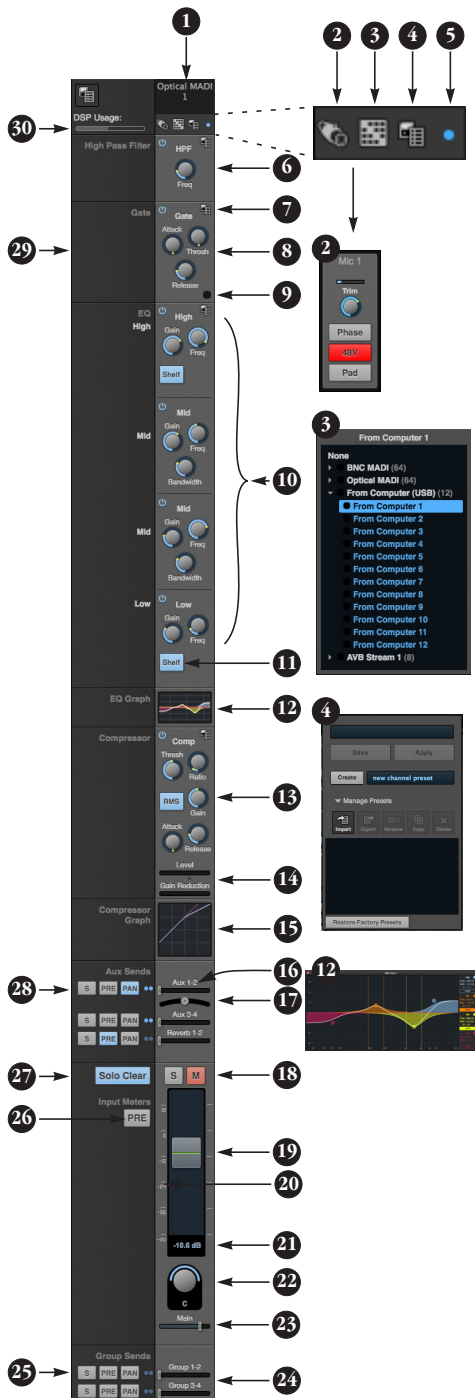 1
2
3
4
5
Optical MADI
1
DSP Usage:
30
High Pass Filter
HPF
Freq
6
7
Gate
Gate
Attack
Thresh
Release
8
29
9
2
Mic 1
Trim
Phase
48V
Pad
EQ
High
High
Gain
Freq
Shelf
Mid
Mid
Gain
Freq
Bandwidth
10
Mid
Mid
Gain
Freq
Bandwidth
Low
Low
Gain
Freq
Shelf
11
3
From Computer 1
None
BNC MADI (64)
Optical MADI (64)
From Computer (USB) (12)
From Computer 1
From Computer 2
From Computer 3
From Computer 4
From Computer 5
From Computer 6
From Computer 7
From Computer 8
From Computer 9
From Computer 10
From Computer 11
From Computer 12
AVB Stream 1 (8)
EQ Graph
12
4
Save
Apply
Create
new channel preset
Manage Presets
Import
Export
Rename
Copy
Delete
Restore Factory Presets
Compressor
Comp
Thresh
Ratio
RMS
Gain
13
Attack
Release
Level
Gain Reduction
14
Compressor
Graph
15
Aux Sends
16
12
28
S
PRE
PAN
Aux 1-2
17
S
PRE
PAN
Aux 3-4
S
PRE
PAN
Reverb 1-2
27
Solo Clear
S
M
18
Input Meters
26
PRE
19
20
-10.6 dB
21
C
22
Main
23
Group Sends
25
S
PRE
PAN
Group 1-2
24
S
PRE
PAN
Group 3-4